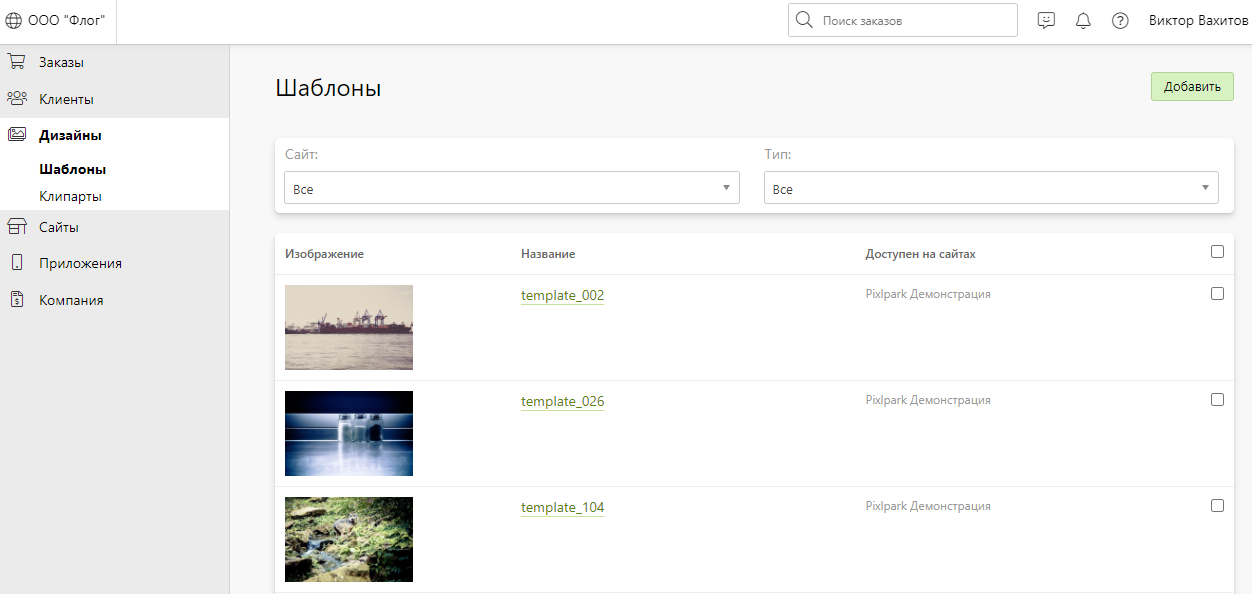 ООО "Флог"
Поиск заказов
Виктор Вахитов
Заказы
Клиенты
Дизайны
Шаблоны
Клипарты
Сайты
Приложения
Компания
Шаблоны
Добавить
Сайт:
Тип:
Все
Все
Изображение
Название
Доступен на сайтах
template_002
Pixlpark Демонстрация
template_026
Pixlpark Демонстрация
template_104
Pixlpark Демонстрация